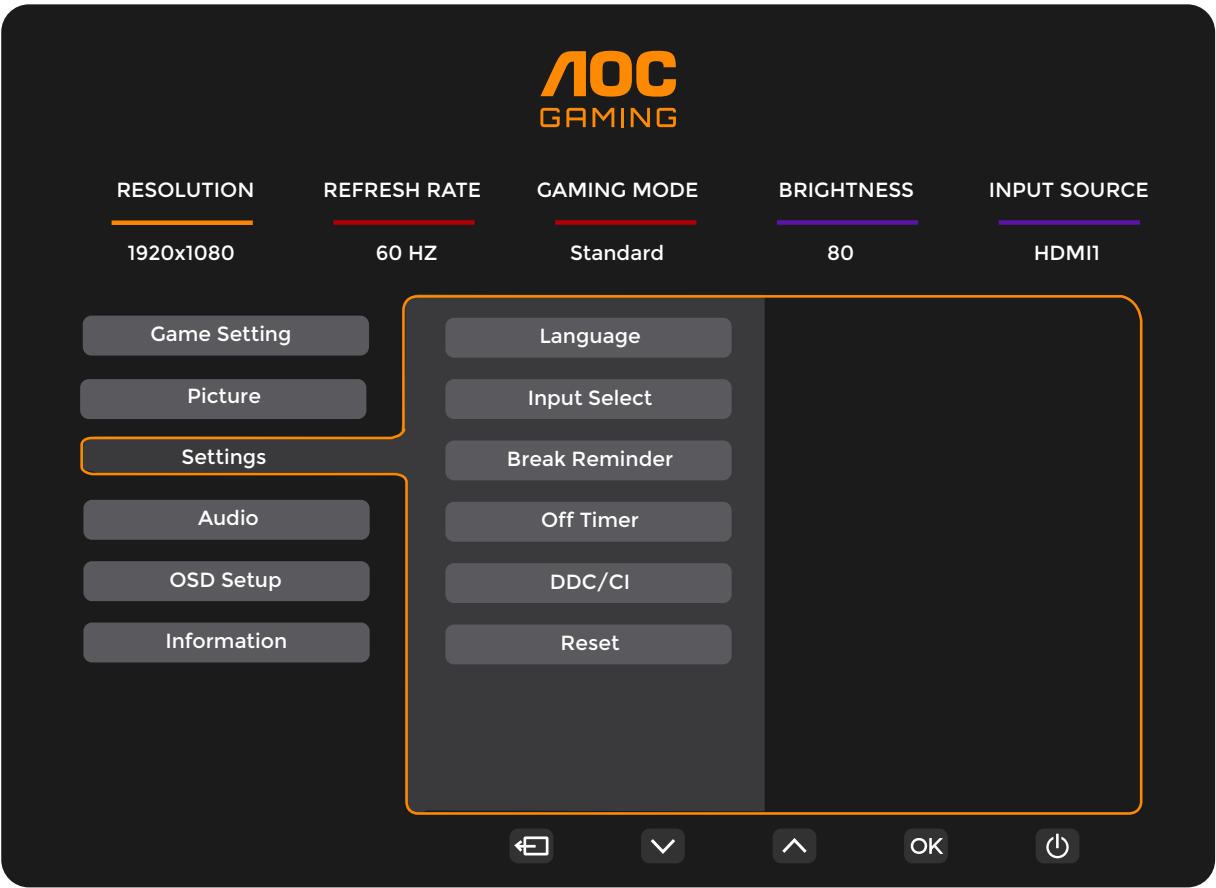 AOC
GAMING
RESOLUTION REFRESH RATE GAMING MODE BRIGHTNESS INPUT SOURCE
1920x1080 60 HZ Standard 80 HDMI1
Game Setting
Picture
Settings
Audio
OSD Setup
Information
Language
Input Select
Break Reminder
Off Timer
DDC/CI
Reset
OK